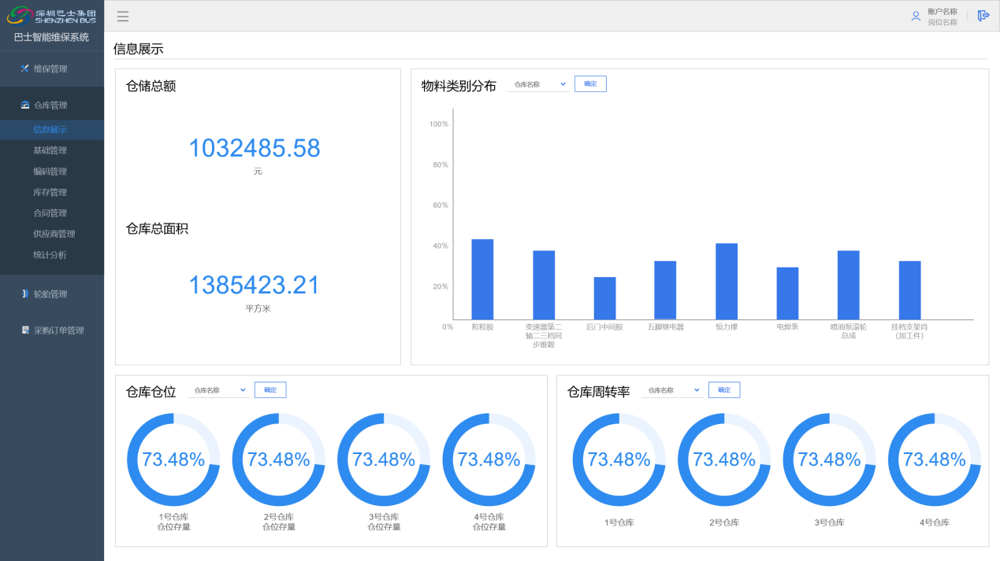 深圳巴士集团
SHENZHEN BUS
巴士智能维保系统
账户名称
岗位名称
维保管理
仓库管理
信息展示
基础管理
编码管理
库存管理
合同管理
供应商管理
统计分析
轮胎管理
采购订单管理
信息展示
仓储总额
1032485.58
元
仓库总面积
1385423.21
平方米
物料类别分布
仓库名称
确定
100%
80%
60%
40%
20%
0%
粒粒胶
变速器第二
轴二三档同
步锥毂
后门中间胶
五脚继电器
恒力撑
电焊条
喷油泵滚轮
总成
挂档支架肖
（加工件）
仓库仓位
仓库名称
确定
73.48%
73.48%
73.48%
73.48%
1号仓库
仓位存量
2号仓库
仓位存量
3号仓库
仓位存量
4号仓库
仓位存量
仓库周转率
仓库名称
确定
73.48%
73.48%
73.48%
73.48%
1号仓库
2号仓库
3号仓库
4号仓库